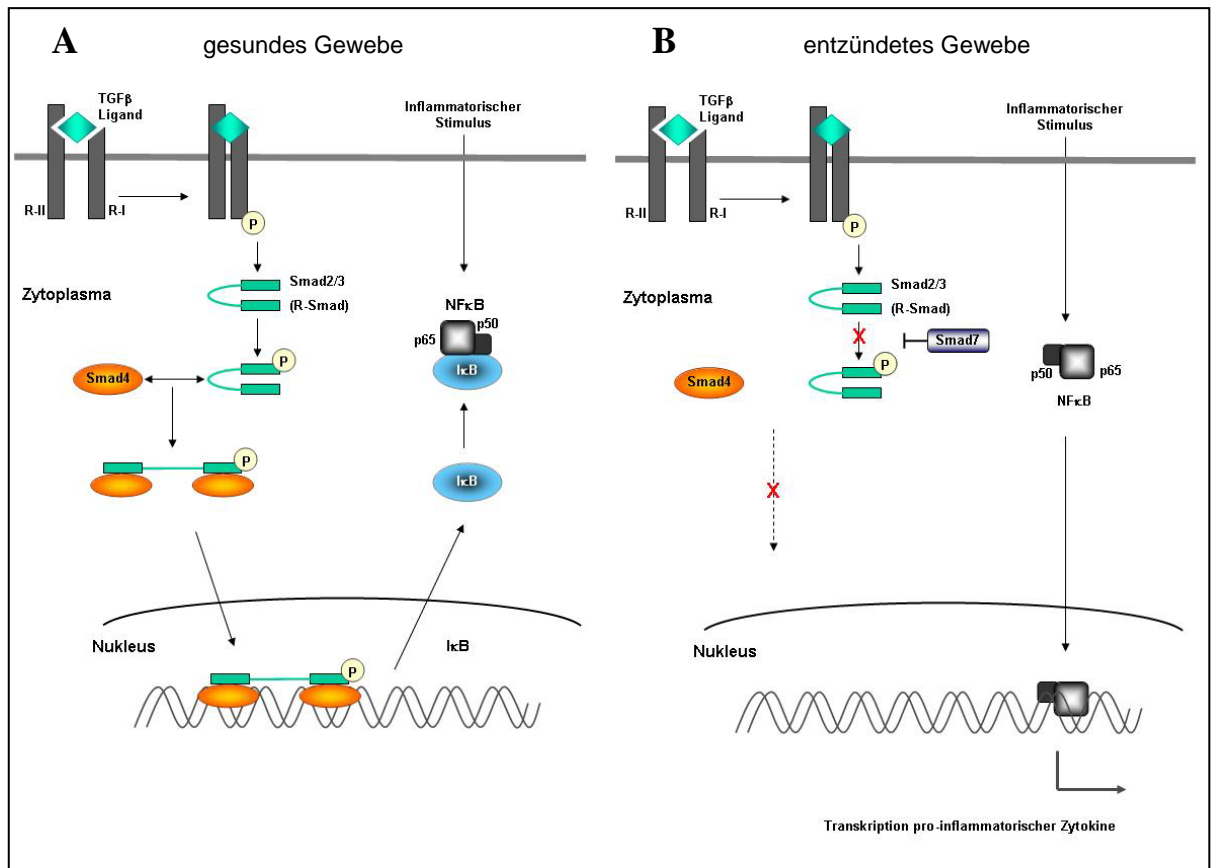 A
gesundes Gewebe
TGFβ
Ligand
Inflammatorischer
Stimulus
R-II
R-I
P
Smad2/3
(R-Smad)
Zytoplasma
NFκB
p50
p65
P
IκB
Smad4
P
IκB
Nukleus
IκB
P
B
entzündetes Gewebe
TGFβ
Ligand
Inflammatorischer
Stimulus
R-II
R-I
P
Smad2/3
(R-Smad)
Zytoplasma
X
Smad7
P
p50
p65
NFκB
Smad4
X
Nukleus
Transkription pro-inflammatorischer Zytokine